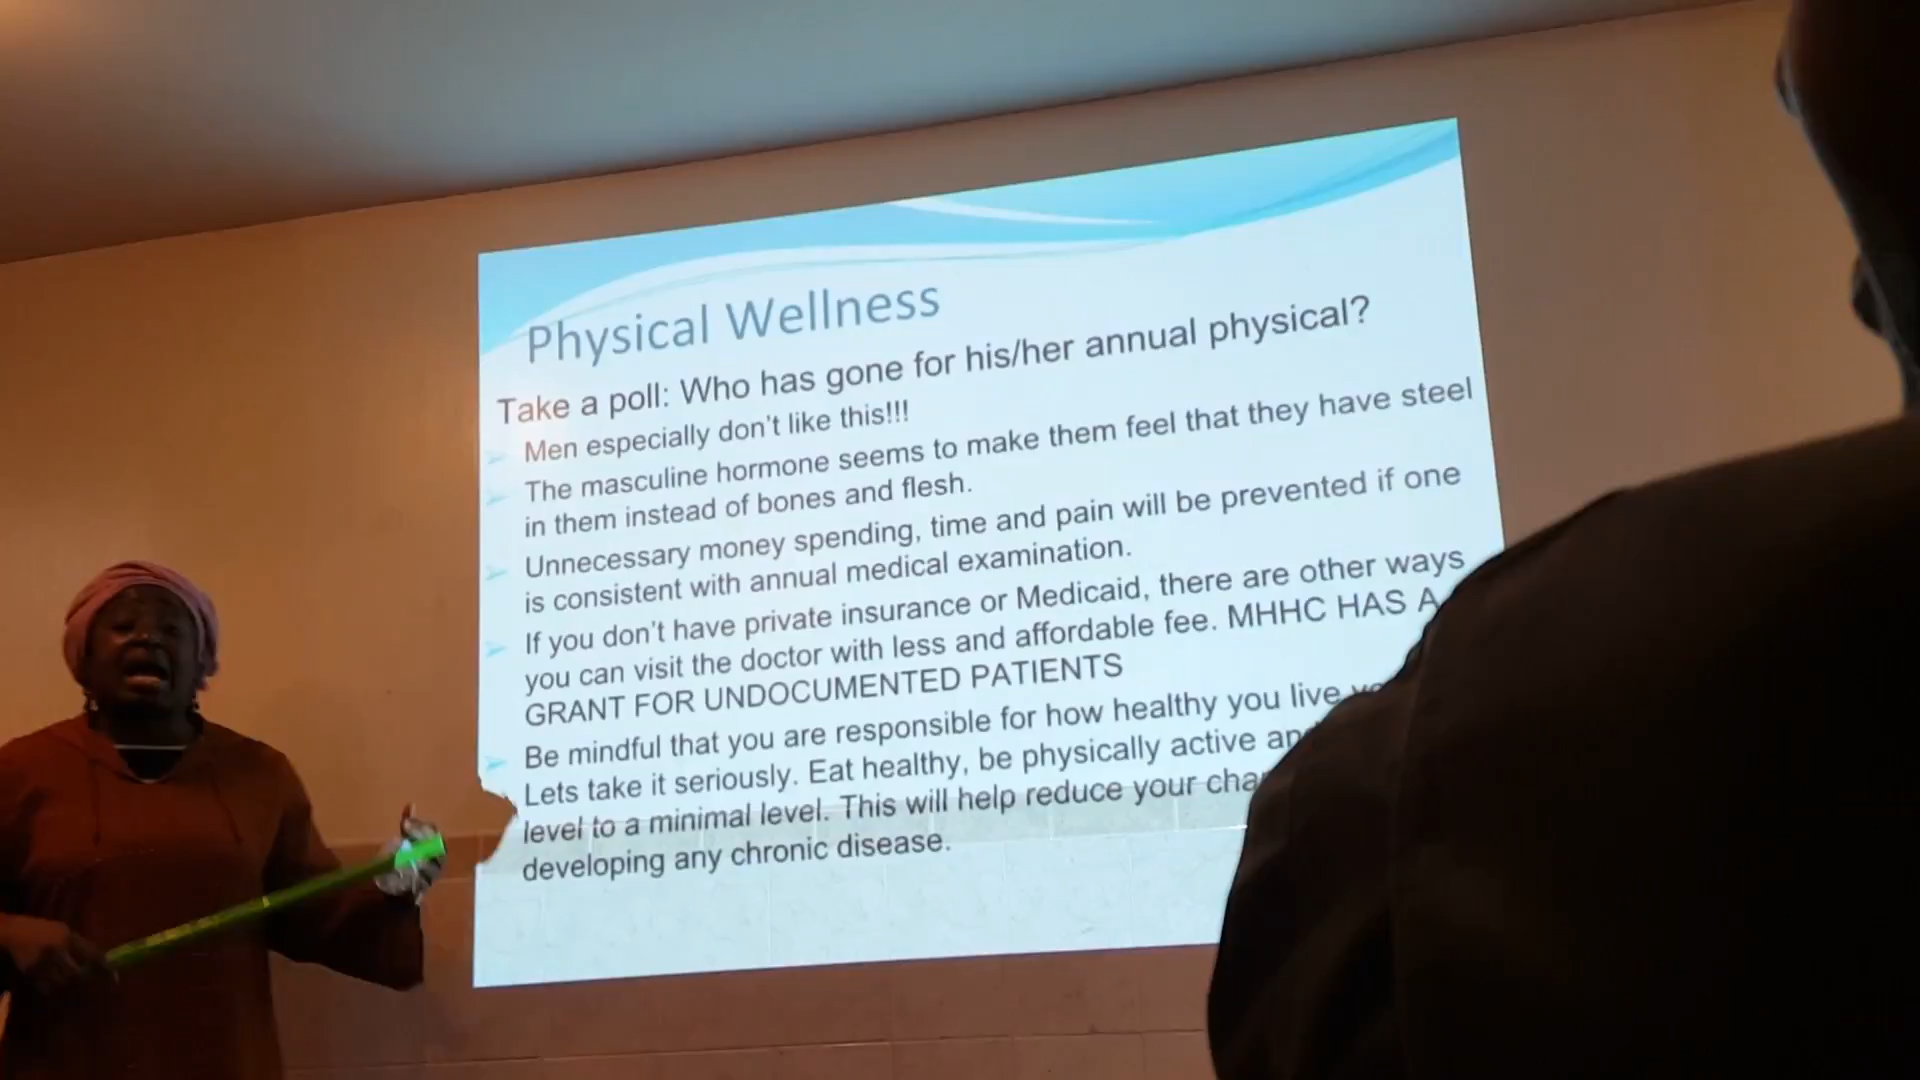 Physical Wellness
Take a poll: Who has gone for his/her annual physical?
Men especially don't like this!!!
The masculine hormone seems to make them feel that they have steel
in them instead of bones and flesh.
Unnecessary money spending, time and pain will be prevented if one
is consistent with annual medical examination.
If you don't have private insurance or Medicaid, there are other ways
you can visit the doctor with less and affordable fee. MHHC HAS A
GRANT FOR UNDOCUMENTED PATIENTS
Be mindful that you are responsible for how healthy you live
Lets take it seriously. Eat healthy, be physically active
level to a minimal level. This will help reduce your
developing any chronic disease.